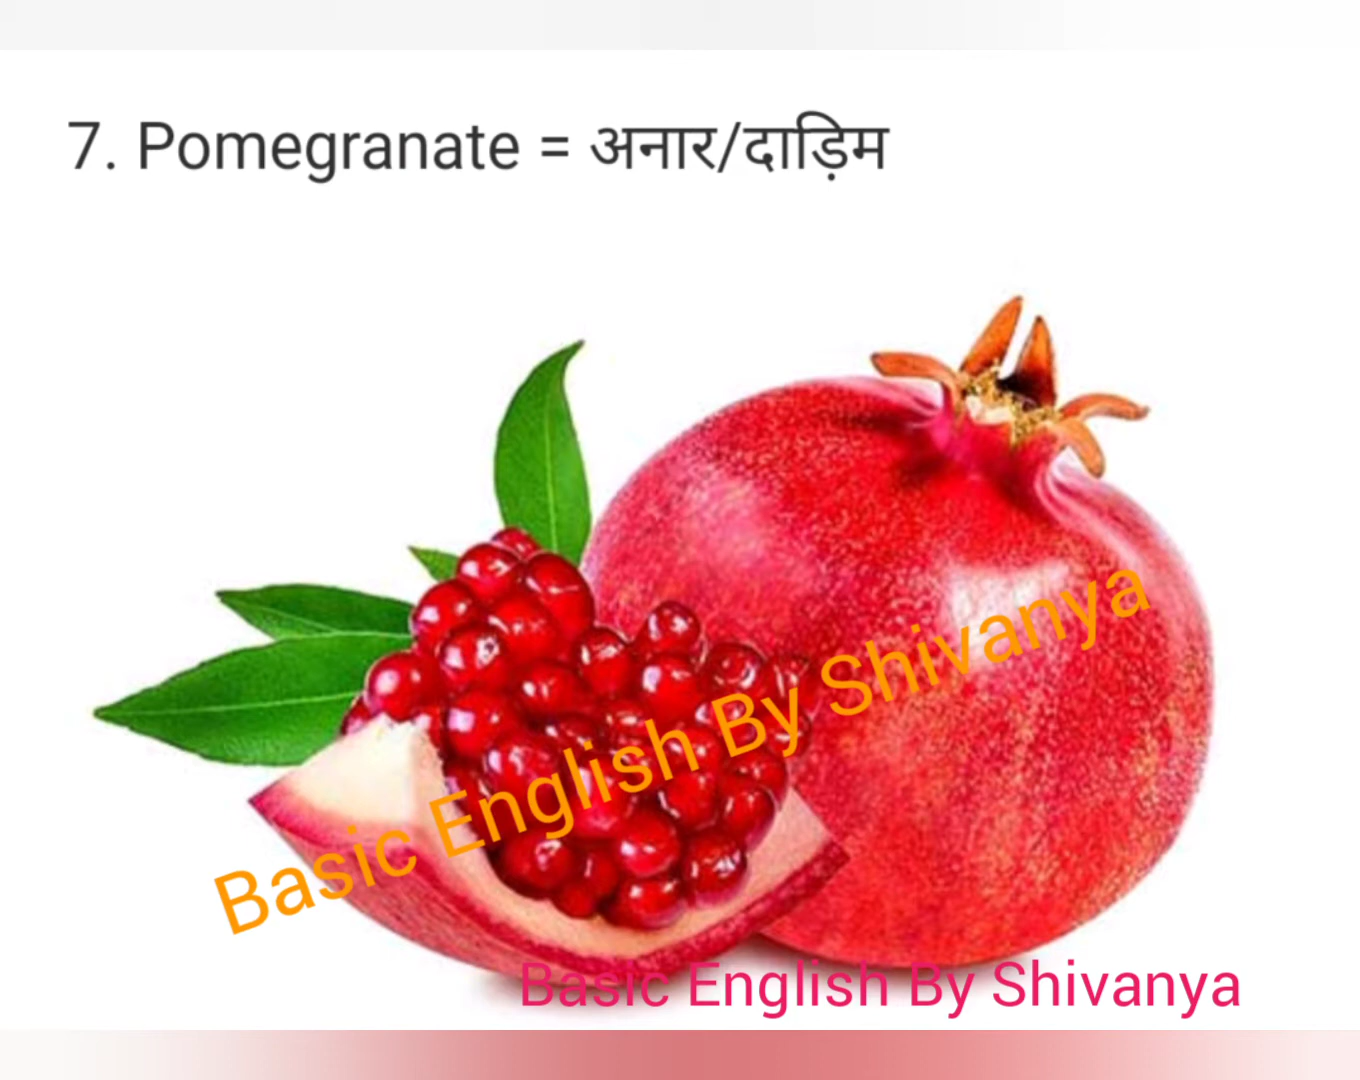 7. Pomegranate = अनार/दाड़िम
Basic English By Shivanya
Basic English By Shivanya